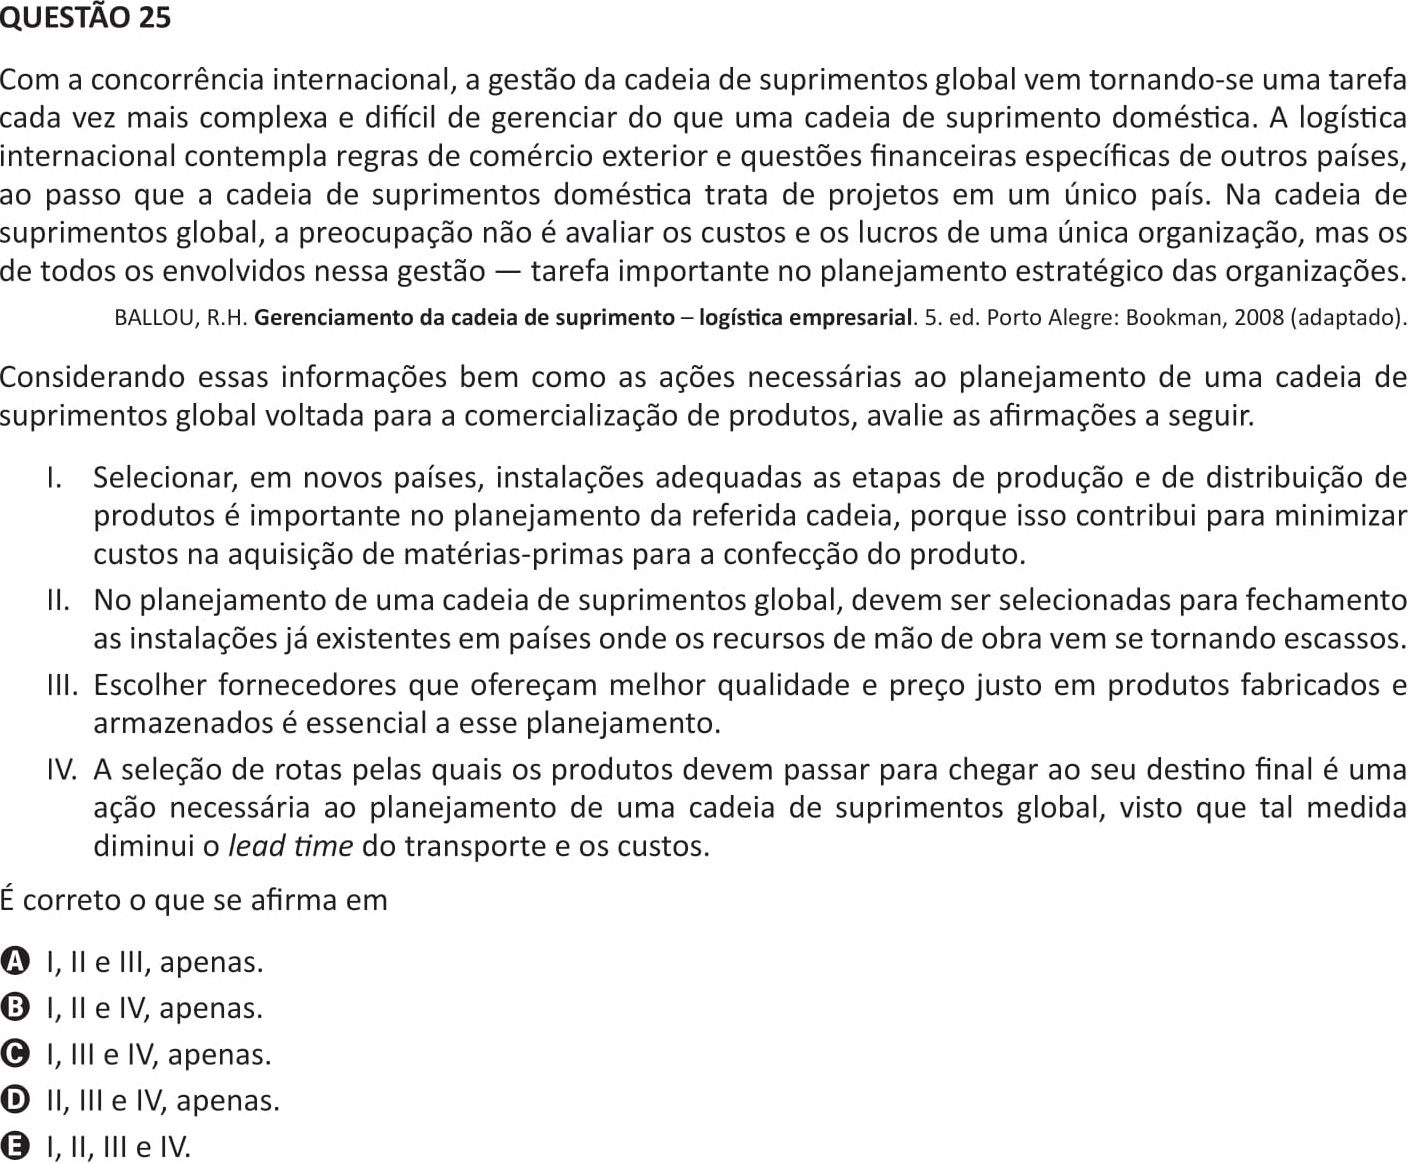 QUESTÃO 25
Com a concorrência internacional, a gestão da cadeia de suprimentos global vem tornando-se uma tarefa
cada vez mais complexa e difícil de gerenciar do que uma cadeia de suprimento doméstica. A logística
internacional contempla regras de comércio exterior e questões financeiras específicas de outros países,
ao passo que a cadeia de suprimentos doméstica trata de projetos em um único país. Na cadeia de
suprimentos global, a preocupação não é avaliar os custos e os lucros de uma única organização, mas os
de todos os envolvidos nessa gestão — tarefa importante no planejamento estratégico das organizações.
BALLOU, R.H. Gerenciamento da cadeia de suprimento – logística empresarial. 5. ed. Porto Alegre: Bookman, 2008 (adaptado).
Considerando essas informações bem como as ações necessárias ao planejamento de uma cadeia de
suprimentos global voltada para a comercialização de produtos, avalie as afirmações a seguir.
I. Selecionar, em novos países, instalações adequadas as etapas de produção e de distribuição de
produtos é importante no planejamento da referida cadeia, porque isso contribui para minimizar
custos na aquisição de matérias-primas para a confecção do produto.
II. No planejamento de uma cadeia de suprimentos global, devem ser selecionadas para fechamento
as instalações já existentes em países onde os recursos de mão de obra vem se tornando escassos.
III. Escolher fornecedores que ofereçam melhor qualidade e preço justo em produtos fabricados e
armazenados é essencial a esse planejamento.
IV. A seleção de rotas pelas quais os produtos devem passar para chegar ao seu destino final é uma
ação necessária ao planejamento de uma cadeia de suprimentos global, visto que tal medida
diminui o lead time do transporte e os custos.
É correto o que se afirma em
A I, II e III, apenas.
B I, II e IV, apenas.
C I, III e IV, apenas.
D II, III e IV, apenas.
E I, II, III e IV.